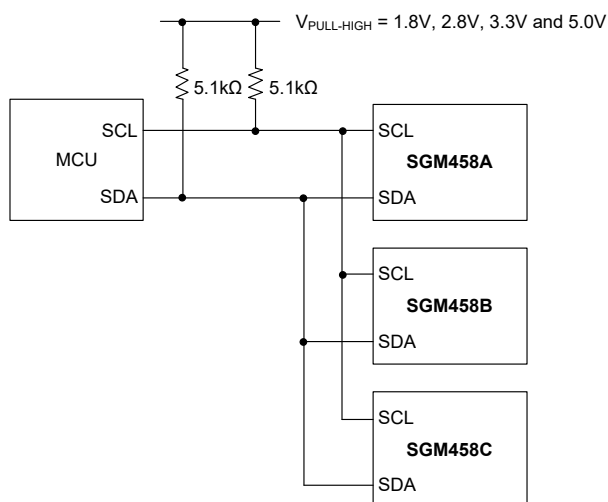 V_PULL-HIGH = 1.8V, 2.8V, 3.3V and 5.0V
5.1kΩ
5.1kΩ
MCU
SCL
SDA
SCL
SGM458A
SDA
SCL
SGM458B
SDA
SCL
SGM458C
SDA